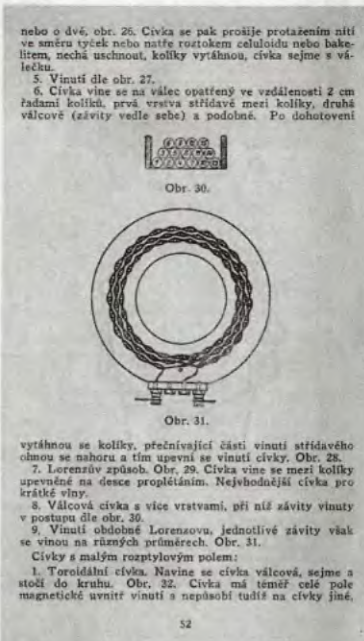 nebo o dvé, obr. 26. Cívka se pak prošije protažením nití
ve směru tyček nebo natře roztokem celuloidu nebo bake-
litem, nechá uschnout, kolíky vytáhnou, cívka sejme s vá-
lečku.
5. Vinutí dle obr. 27.
6. Cívka vine se na válec opatřený ve vzdálenosti 2 cm
řadami kolíků, prvá vrstva střídavě mezi kolíky, druhá
válcově (závity vedle sebe) a podobně. Po dohotovení
Obr. 30.
Obr. 31.
vytáhnou se kolíky, přečnívající části vinutí střídavého
ohnou se nahoru a tím upevní se vinutí cívky. Obr. 28.
7. Lorenzův způsob. Obr. 29. Cívka vine se mezi kolíky
upevněné na desce proplétáním. Nejvhodnější cívka pro
krátké vlny.
8. Válcová cívka s více vrstvami, při níž závity vinuty
v postupu dle obr. 30.
9. Vinutí obdobné Lorenzovu, jednotlivé závity však
se vinou na různých průměrech. Obr. 31.
Cívky s malým rozptylovým polem:
1. Toroidální cívka. Navine se cívka válcová, sejme a
stočí do kruhu. Obr. 32. Cívka má téměř celé pole
magnetické uvnitř vinutí a nepůsobí tudíž na cívky jiné.
52